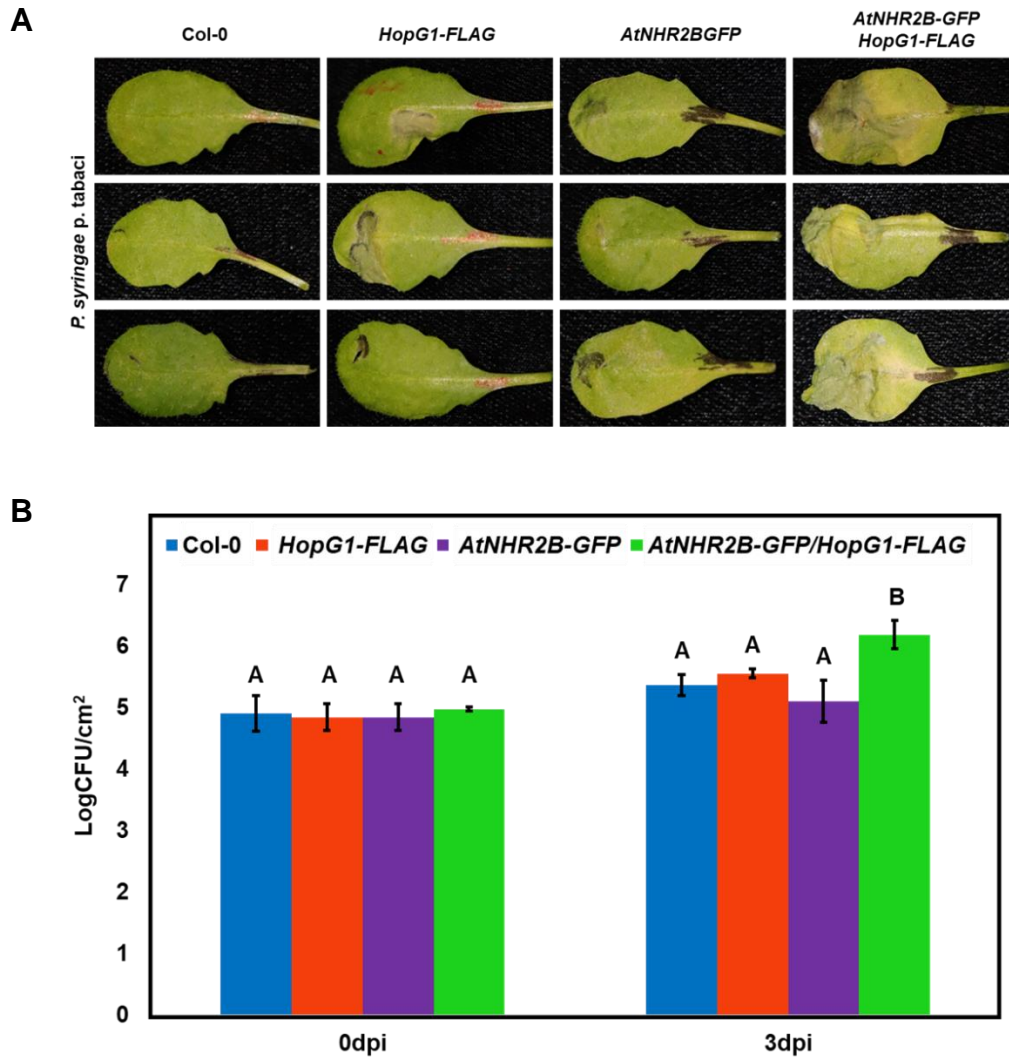 A
Col-0
HopG1-FLAG
AtNHR2BGFP
AtNHR2B-GFP
HopG1-FLAG
P. syringae p. tabaci
B
Col-0 HopG1-FLAG AtNHR2B-GFP AtNHR2B-GFP/HopG1-FLAG
LogCFU/cm²
7
6
5
4
3
2
1
0
A A A A
A A A B
0dpi 3dpi